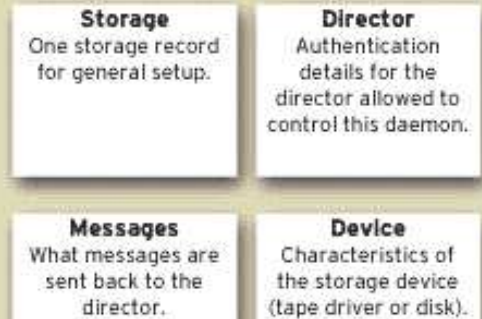 Storage
One storage record
for general setup.
Director
Authentication
details for the
director allowed to
control this daemon.
Messages
What messages are
sent back to the
director.
Device
Characteristics of
the storage device
(tape driver or disk).